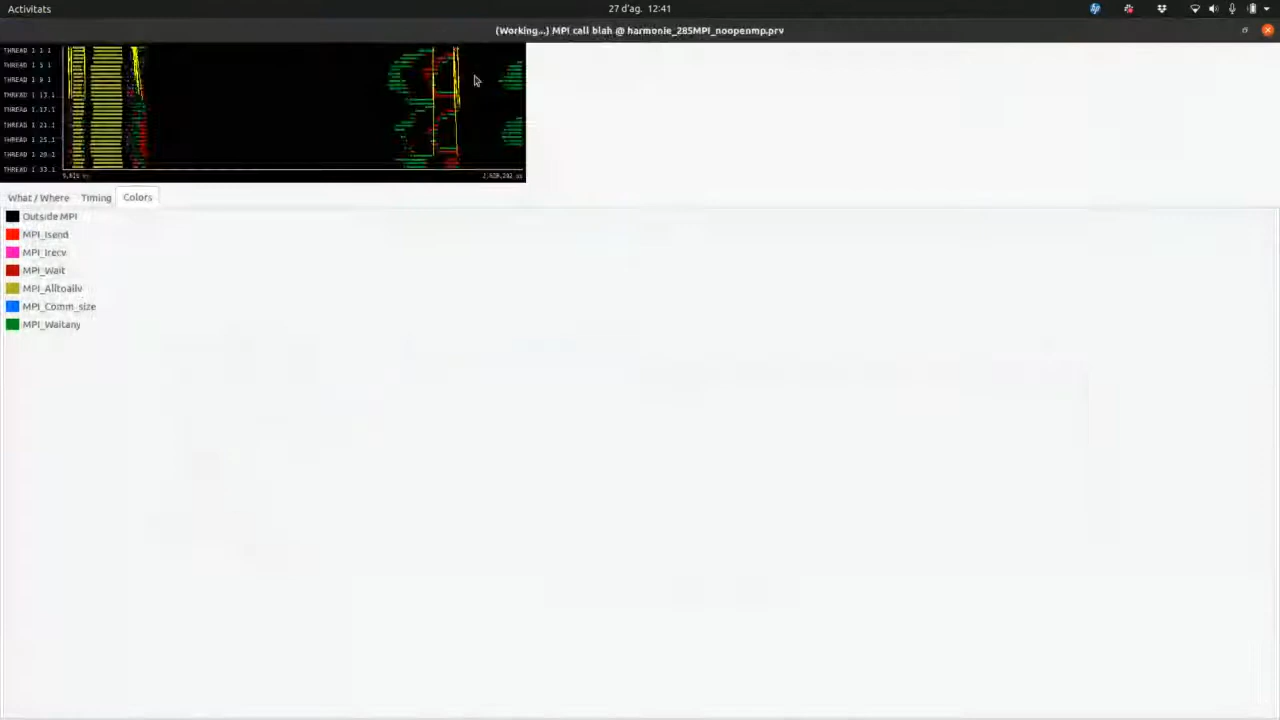 Activitats
27 d'ag. 12:41
(Working...) MPI call blah @ harmonie_285MPI_noopenmp.prv
THREAD 1.1.1
THREAD 1.5.1
THREAD 1.9.1
THREAD 1.13.1
THREAD 1.17.1
THREAD 1.21.1
THREAD 1.25.1
THREAD 1.29.1
THREAD 1.33.1
What / Where
Timing
Colors
Outside MPI
MPI_Isend
MPI_Irecv
MPI_Wait
MPI_Alltoallv
MPI_Comm_size
MPI_Waitany